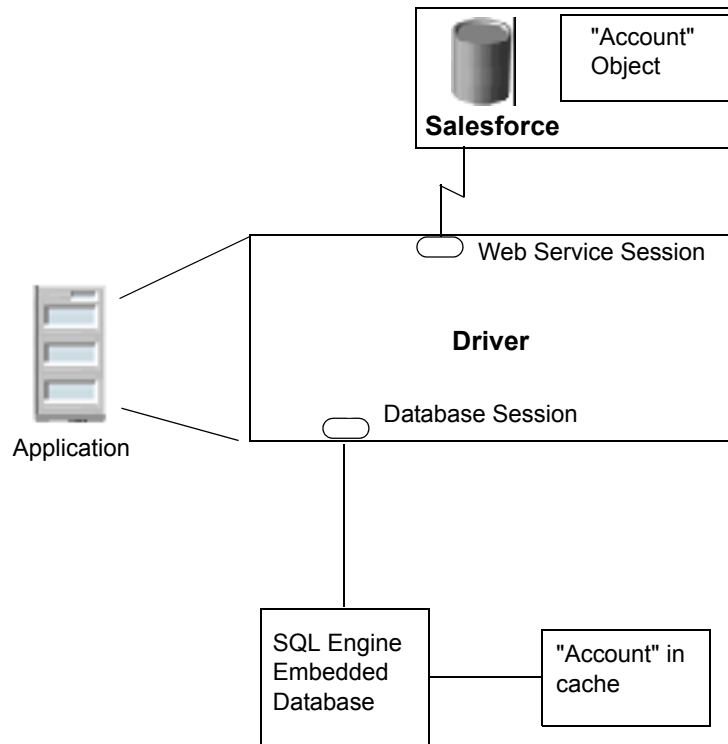 "Account"
Object
Salesforce
Web Service Session
Driver
Database Session
Application
SQL Engine
Embedded
Database
"Account" in
cache